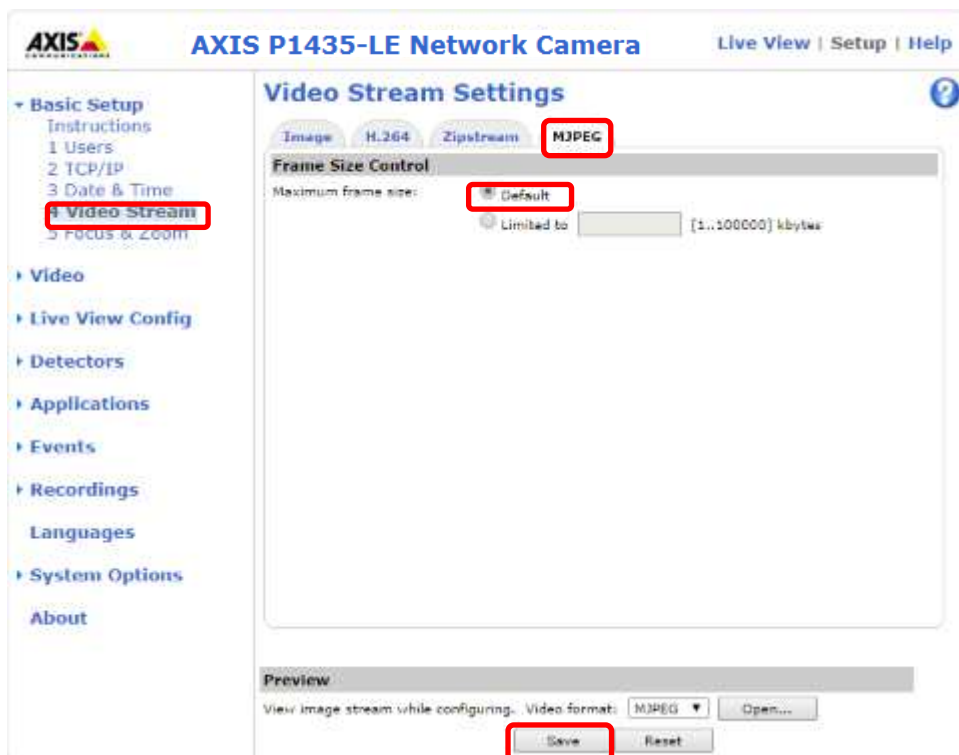 AXIS
COMMUNICATIONS
AXIS P1435-LE Network Camera
Live View | Setup | Help
Basic Setup
Instructions
1 Users
2 TCP/IP
3 Date & Time
4 Video Stream
5 Focus & Zoom
Video
Live View Config
Detectors
Applications
Events
Recordings
Languages
System Options
About
Video Stream Settings
?
Image H.264 Zipstream MJPEG
Frame Size Control
Maximum frame size: Default
Limited to [1..100000] kbytes
Preview
View image stream while configuring. Video format: MJPEG Open...
Save Reset